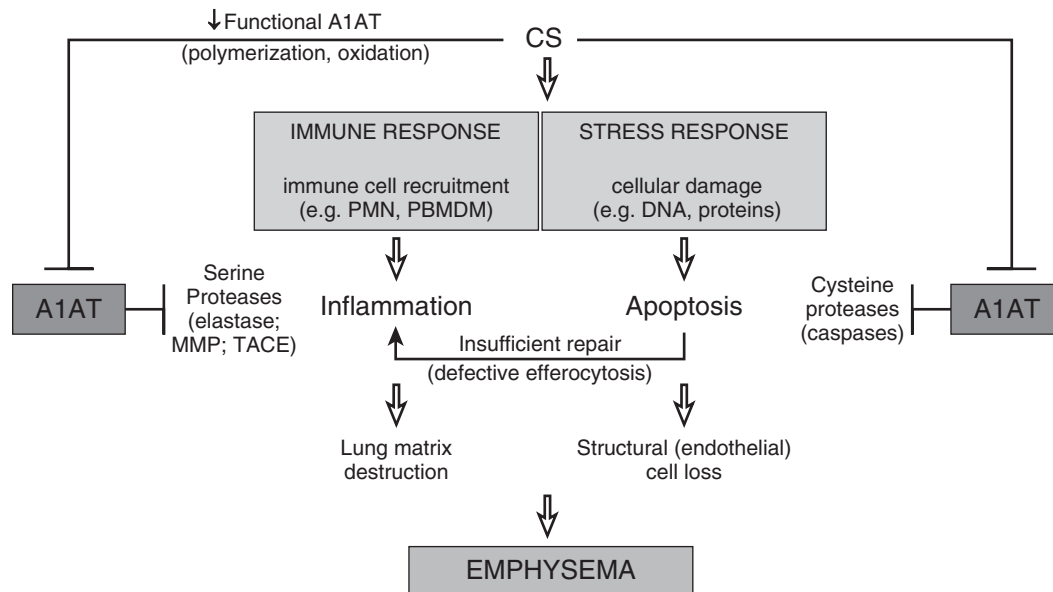 ↓Functional A1AT
(polymerization, oxidation)
CS
IMMUNE RESPONSE
immune cell recruitment
(e.g. PMN, PBMDM)
STRESS RESPONSE
cellular damage
(e.g. DNA, proteins)
A1AT
Serine
Proteases
(elastase;
MMP; TACE)
Inflammation
Apoptosis
Cysteine
proteases
(caspases)
A1AT
Insufficient repair
(defective efferocytosis)
Lung matrix
destruction
Structural (endothelial)
cell loss
EMPHYSEMA